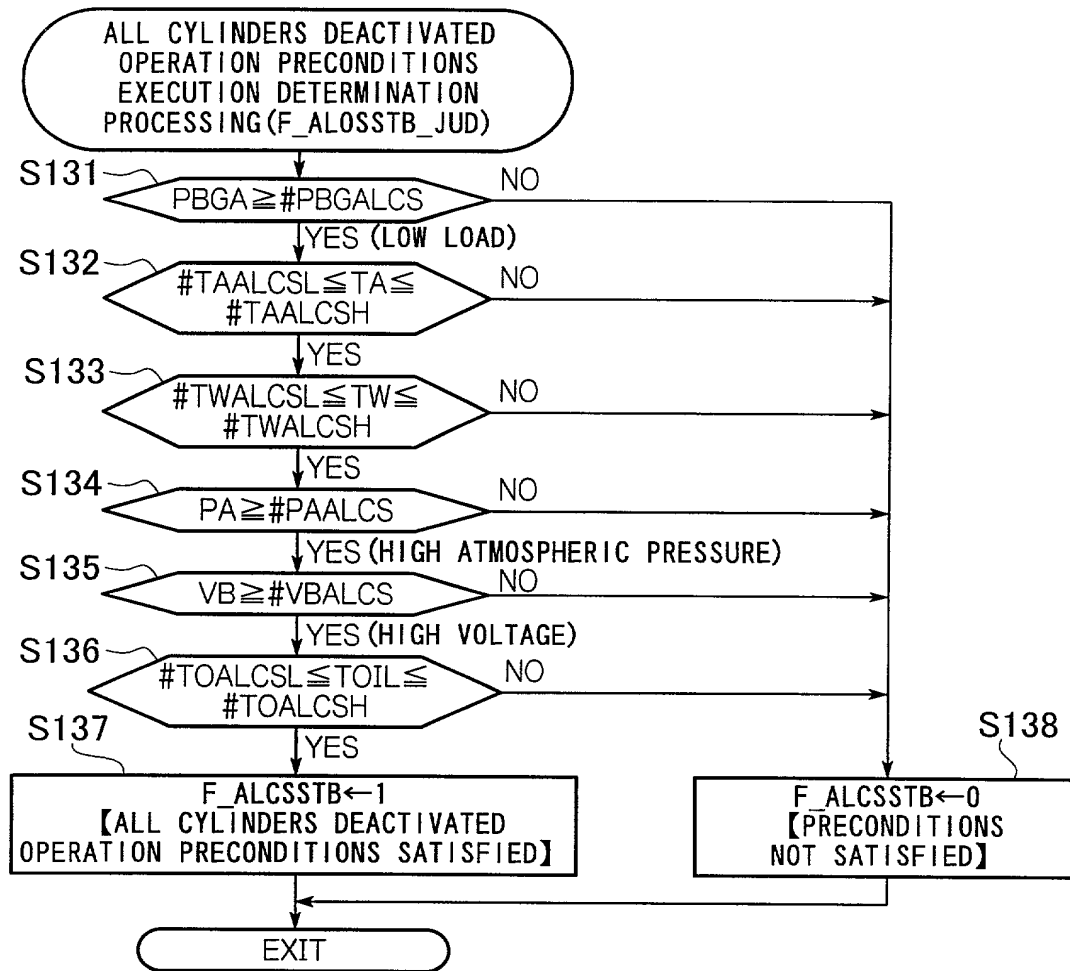 ALL CYLINDERS DEACTIVATED
OPERATION PRECONDITIONS
EXECUTION DETERMINATION
PROCESSING(F_ALOSSTB_JUD)
S131
PBGA≧#PBGALCS
NO
YES (LOW LOAD)
S132
#TAALCSL≦TA≦
#TAALCSH
NO
YES
S133
#TWALCSL≦TW≦
#TWALCSH
NO
YES
S134
PA≧#PAALCS
NO
YES (HIGH ATMOSPHERIC PRESSURE)
S135
VB≧#VBALCS
NO
YES (HIGH VOLTAGE)
S136
#TOALCSL≦TOIL≦
#TOALCSH
NO
YES
S137
F_ALCSSTB←1
【ALL CYLINDERS DEACTIVATED
OPERATION PRECONDITIONS SATISFIED】
S138
F_ALCSSTB←0
【PRECONDITIONS
NOT SATISFIED】
EXIT